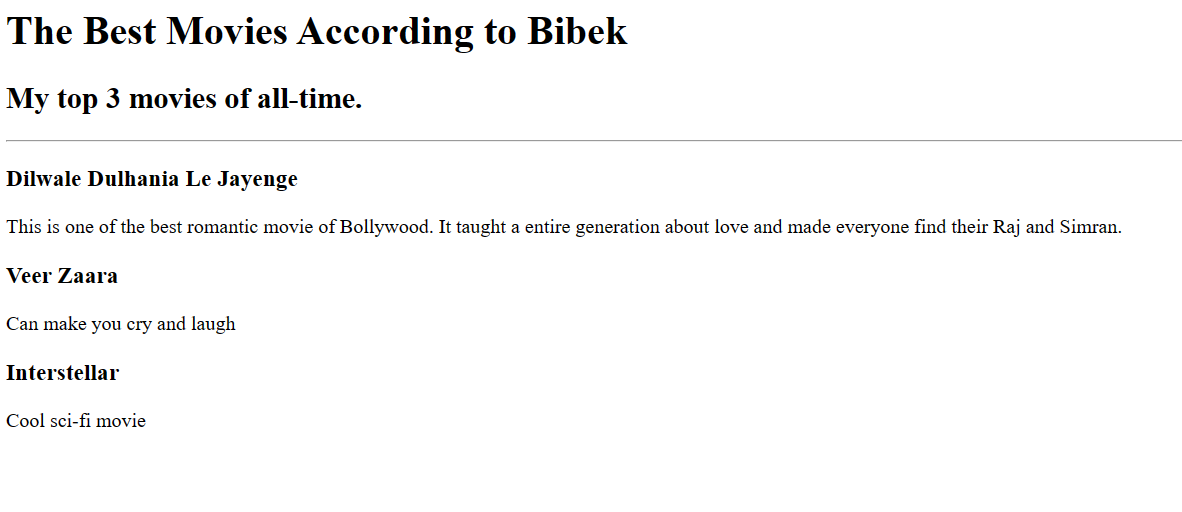 The Best Movies According to Bibek
My top 3 movies of all-time.
Dilwale Dulhania Le Jayenge
This is one of the best romantic movie of Bollywood. It taught a entire generation about love and made everyone find their Raj and Simran.
Veer Zaara
Can make you cry and laugh
Interstellar
Cool sci-fi movie